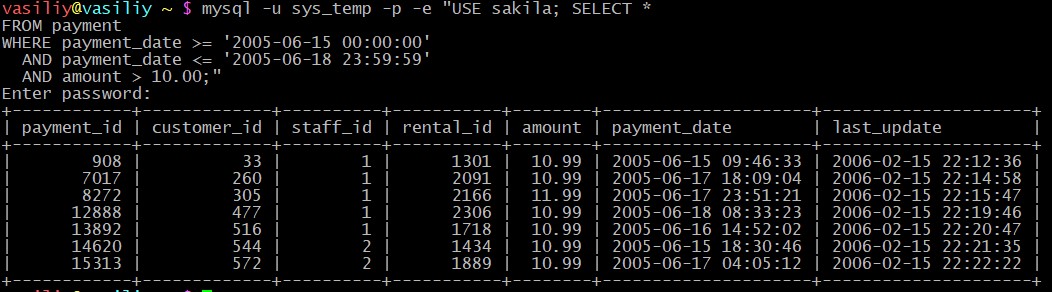 vasiliy@vasiliy ~ $ mysql -u sys_temp -p -e "USE sakila; SELECT *
FROM payment
WHERE payment_date >= '2005-06-15 00:00:00'
  AND payment_date <= '2005-06-18 23:59:59'
  AND amount > 10.00;"
Enter password:
+------------+-------------+----------+-----------+--------+---------------------+---------------------+
| payment_id | customer_id | staff_id | rental_id | amount | payment_date        | last_update         |
+------------+-------------+----------+-----------+--------+---------------------+---------------------+
|        908 |          33 |        1 |      1301 |  10.99 | 2005-06-15 09:46:33 | 2006-02-15 22:12:36 |
|       7017 |         260 |        1 |      2091 |  10.99 | 2005-06-17 18:09:04 | 2006-02-15 22:14:58 |
|       8272 |         305 |        1 |      2166 |  11.99 | 2005-06-17 23:51:21 | 2006-02-15 22:15:47 |
|      12888 |         477 |        1 |      2306 |  10.99 | 2005-06-18 08:33:23 | 2006-02-15 22:19:46 |
|      13892 |         516 |        1 |      1718 |  10.99 | 2005-06-16 14:52:02 | 2006-02-15 22:20:47 |
|      14620 |         544 |        2 |      1434 |  10.99 | 2005-06-15 18:30:46 | 2006-02-15 22:21:35 |
|      15313 |         572 |        2 |      1889 |  10.99 | 2005-06-17 04:05:12 | 2006-02-15 22:22:22 |
+------------+-------------+----------+-----------+--------+---------------------+---------------------+